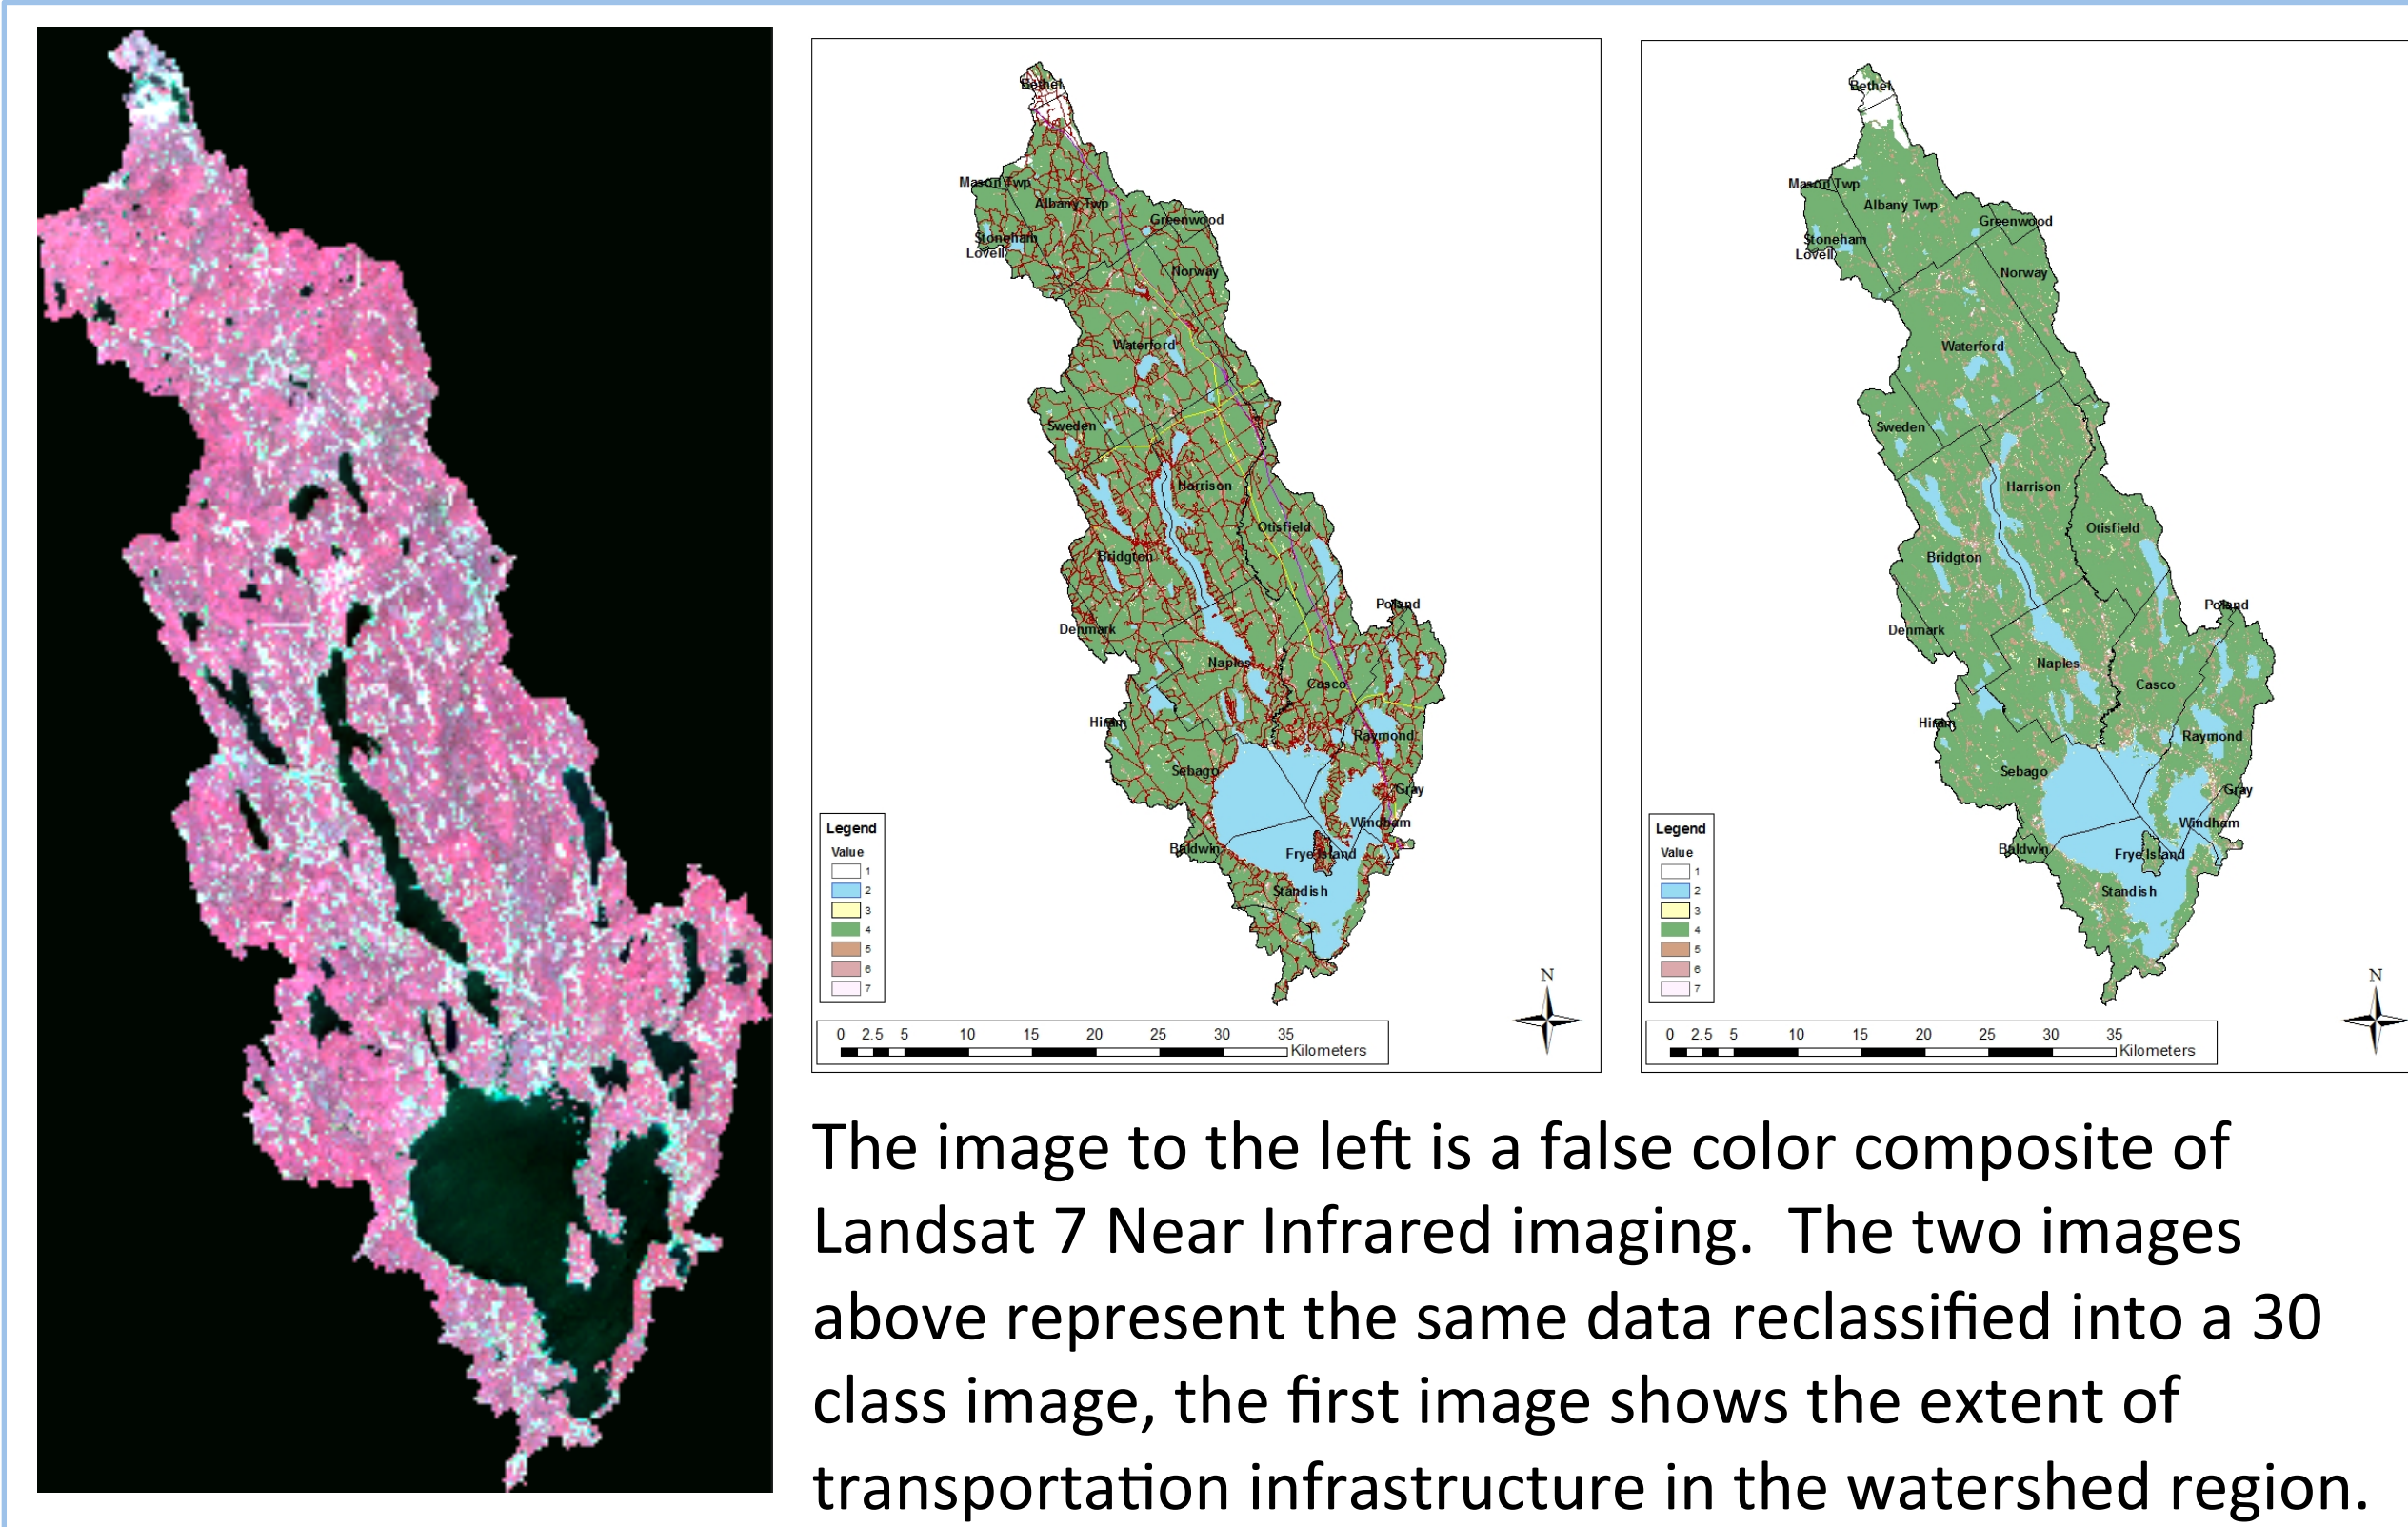 Bethel
Mason Twp
Albany Twp
Greenwood
Stoneham
Lovell
Norway
Waterford
Sweden
Harrison
Otisfield
Bridgton
Poland
Denmark
Naples
Casco
Hiram
Raymond
Sebago
Gray
Windham
Baldwin
Frye Island
Standish
Legend
Value
1
2
3
4
5
6
7
N
0 2.5 5 10 15 20 25 30 35
Kilometers
Bethel
Mason Twp
Albany Twp
Greenwood
Stoneham
Lovell
Norway
Waterford
Sweden
Harrison
Otisfield
Bridgton
Poland
Denmark
Naples
Casco
Hiram
Raymond
Sebago
Gray
Windham
Baldwin
Frye Island
Standish
Legend
Value
1
2
3
4
5
6
7
N
0 2.5 5 10 15 20 25 30 35
Kilometers
The image to the left is a false color composite of
Landsat 7 Near Infrared imaging. The two images
above represent the same data reclassified into a 30
class image, the first image shows the extent of
transportation infrastructure in the watershed region.